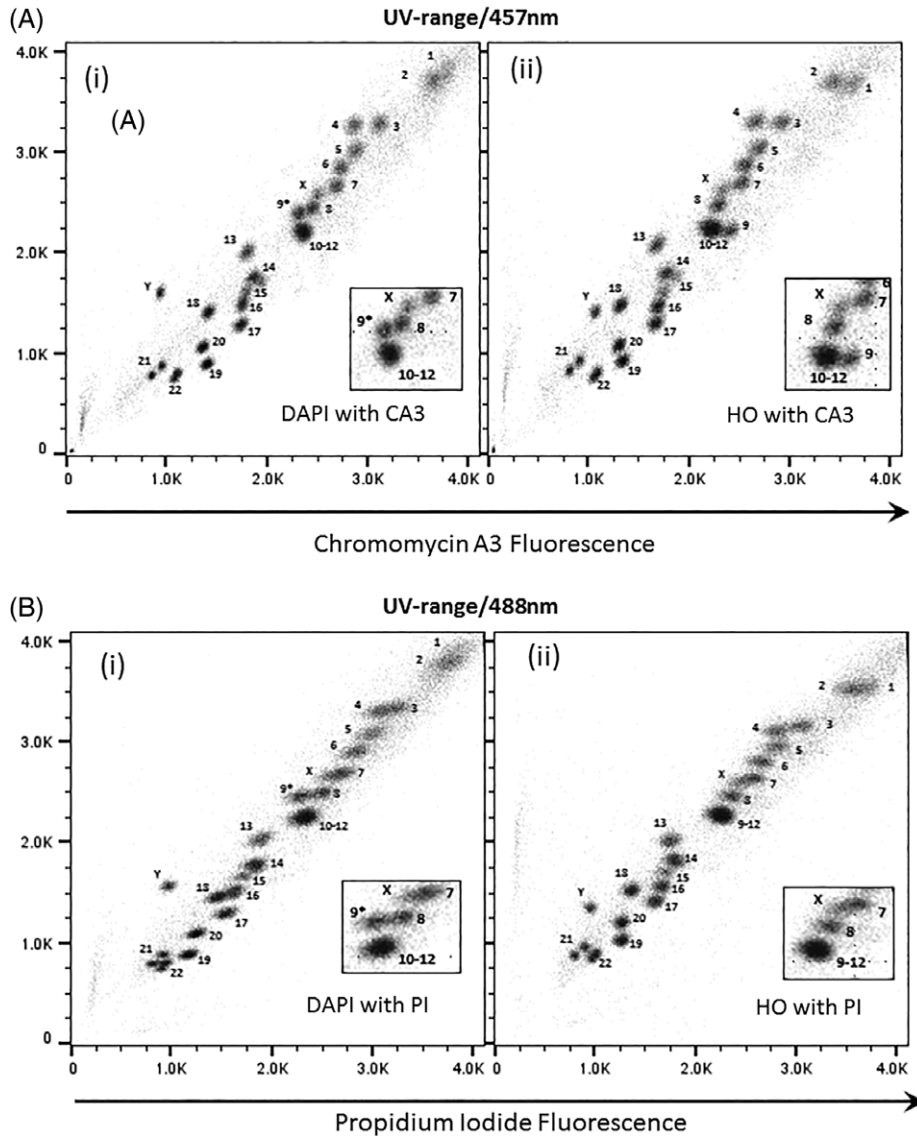 (A)
UV-range/457nm
(i)
(A)
4.0K
3.0K
2.0K
1.0K
0
1
2
4
3
5
6
X
7
9*
8
10-12
13
14
15
Y
18
16
17
20
21
19
22
X
7
9*
8
10-12
DAPI with CA3
0
1.0K
2.0K
3.0K
4.0K
(ii)
2
1
4
3
5
6
X
7
8
10-12
9
13
14
15
Y
18
16
17
20
21
19
22
6
X
7
8
10-12
9
HO with CA3
0
1.0K
2.0K
3.0K
4.0K
Chromomycin A3 Fluorescence
(B)
UV-range/488nm
(i)
4.0K
3.0K
2.0K
1.0K
0
1
2
4
3
5
6
X
7
9*
8
10-12
13
14
15
Y
18
16
17
20
21
19
22
X
7
9*
8
10-12
DAPI with PI
0
1.0K
2.0K
3.0K
4.0K
(ii)
2
1
4
3
5
6
X
7
8
9-12
13
14
15
18
16
Y
17
20
21
19
22
X
7
8
9-12
HO with PI
0
1.0K
2.0K
3.0K
4.0K
Propidium Iodide Fluorescence